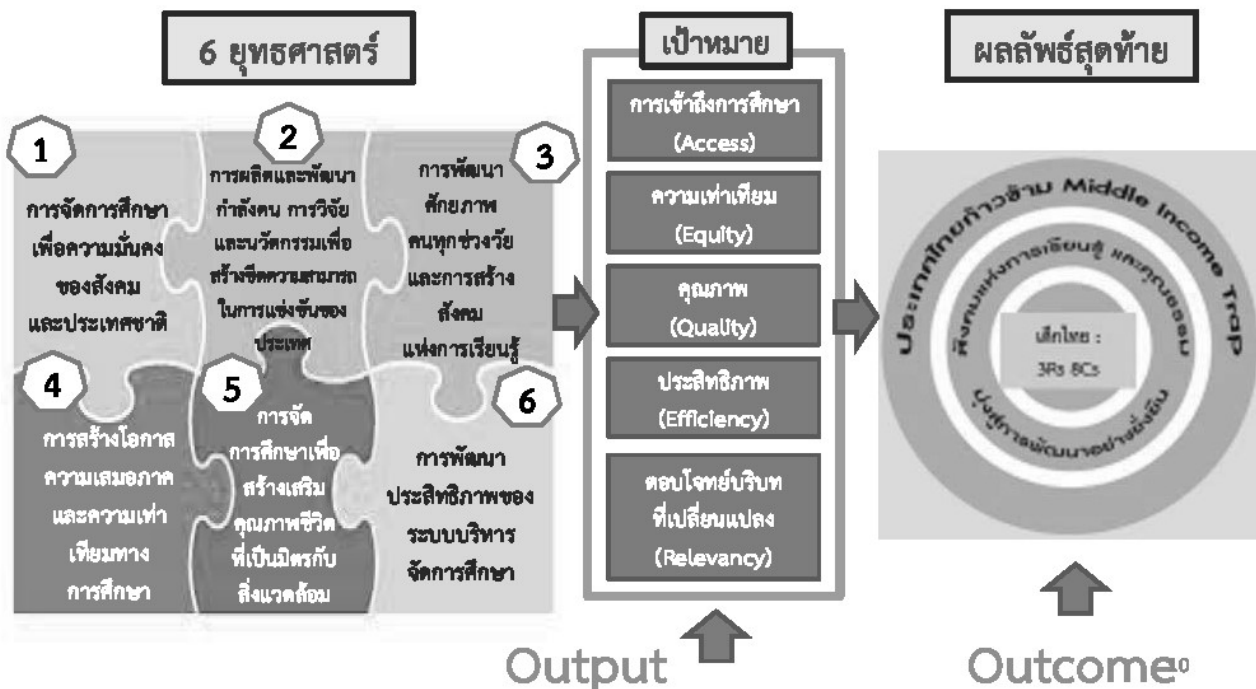 6 ยุทธศาสตร์
1
การจัดการศึกษา
เพื่อความมั่นคง
ของสังคม
และประเทศชาติ
2
การผลิตและพัฒนา
กำลังคน การวิจัย
และนวัตกรรมเพื่อ
สร้างขีดความสามารถ
ในการแข่งขันของ
ประเทศ
3
การพัฒนา
ศักยภาพ
คนทุกช่วงวัย
และการสร้าง
สังคม
แห่งการเรียนรู้
4
การสร้างโอกาส
ความเสมอภาค
และความเท่า
เทียมทาง
การศึกษา
5
การจัด
การศึกษาเพื่อ
สร้างเสริม
คุณภาพชีวิต
ที่เป็นมิตรกับ
สิ่งแวดล้อม
6
การพัฒนา
ประสิทธิภาพของ
ระบบบริหาร
จัดการศึกษา
เป้าหมาย
การเข้าถึงการศึกษา
(Access)
ความเท่าเทียม
(Equity)
คุณภาพ
(Quality)
ประสิทธิภาพ
(Efficiency)
ตอบโจทย์บริบท
ที่เปลี่ยนแปลง
(Relevancy)
Output
ผลลัพธ์สุดท้าย
ประเทศไทยก้าวข้าม Middle Income Trap
สังคมแห่งการเรียนรู้ และคุณธรรม
เด็กไทย :
3Rs 8Cs
มุ่งสู่การพัฒนาอย่างยั่งยืน
Outcome